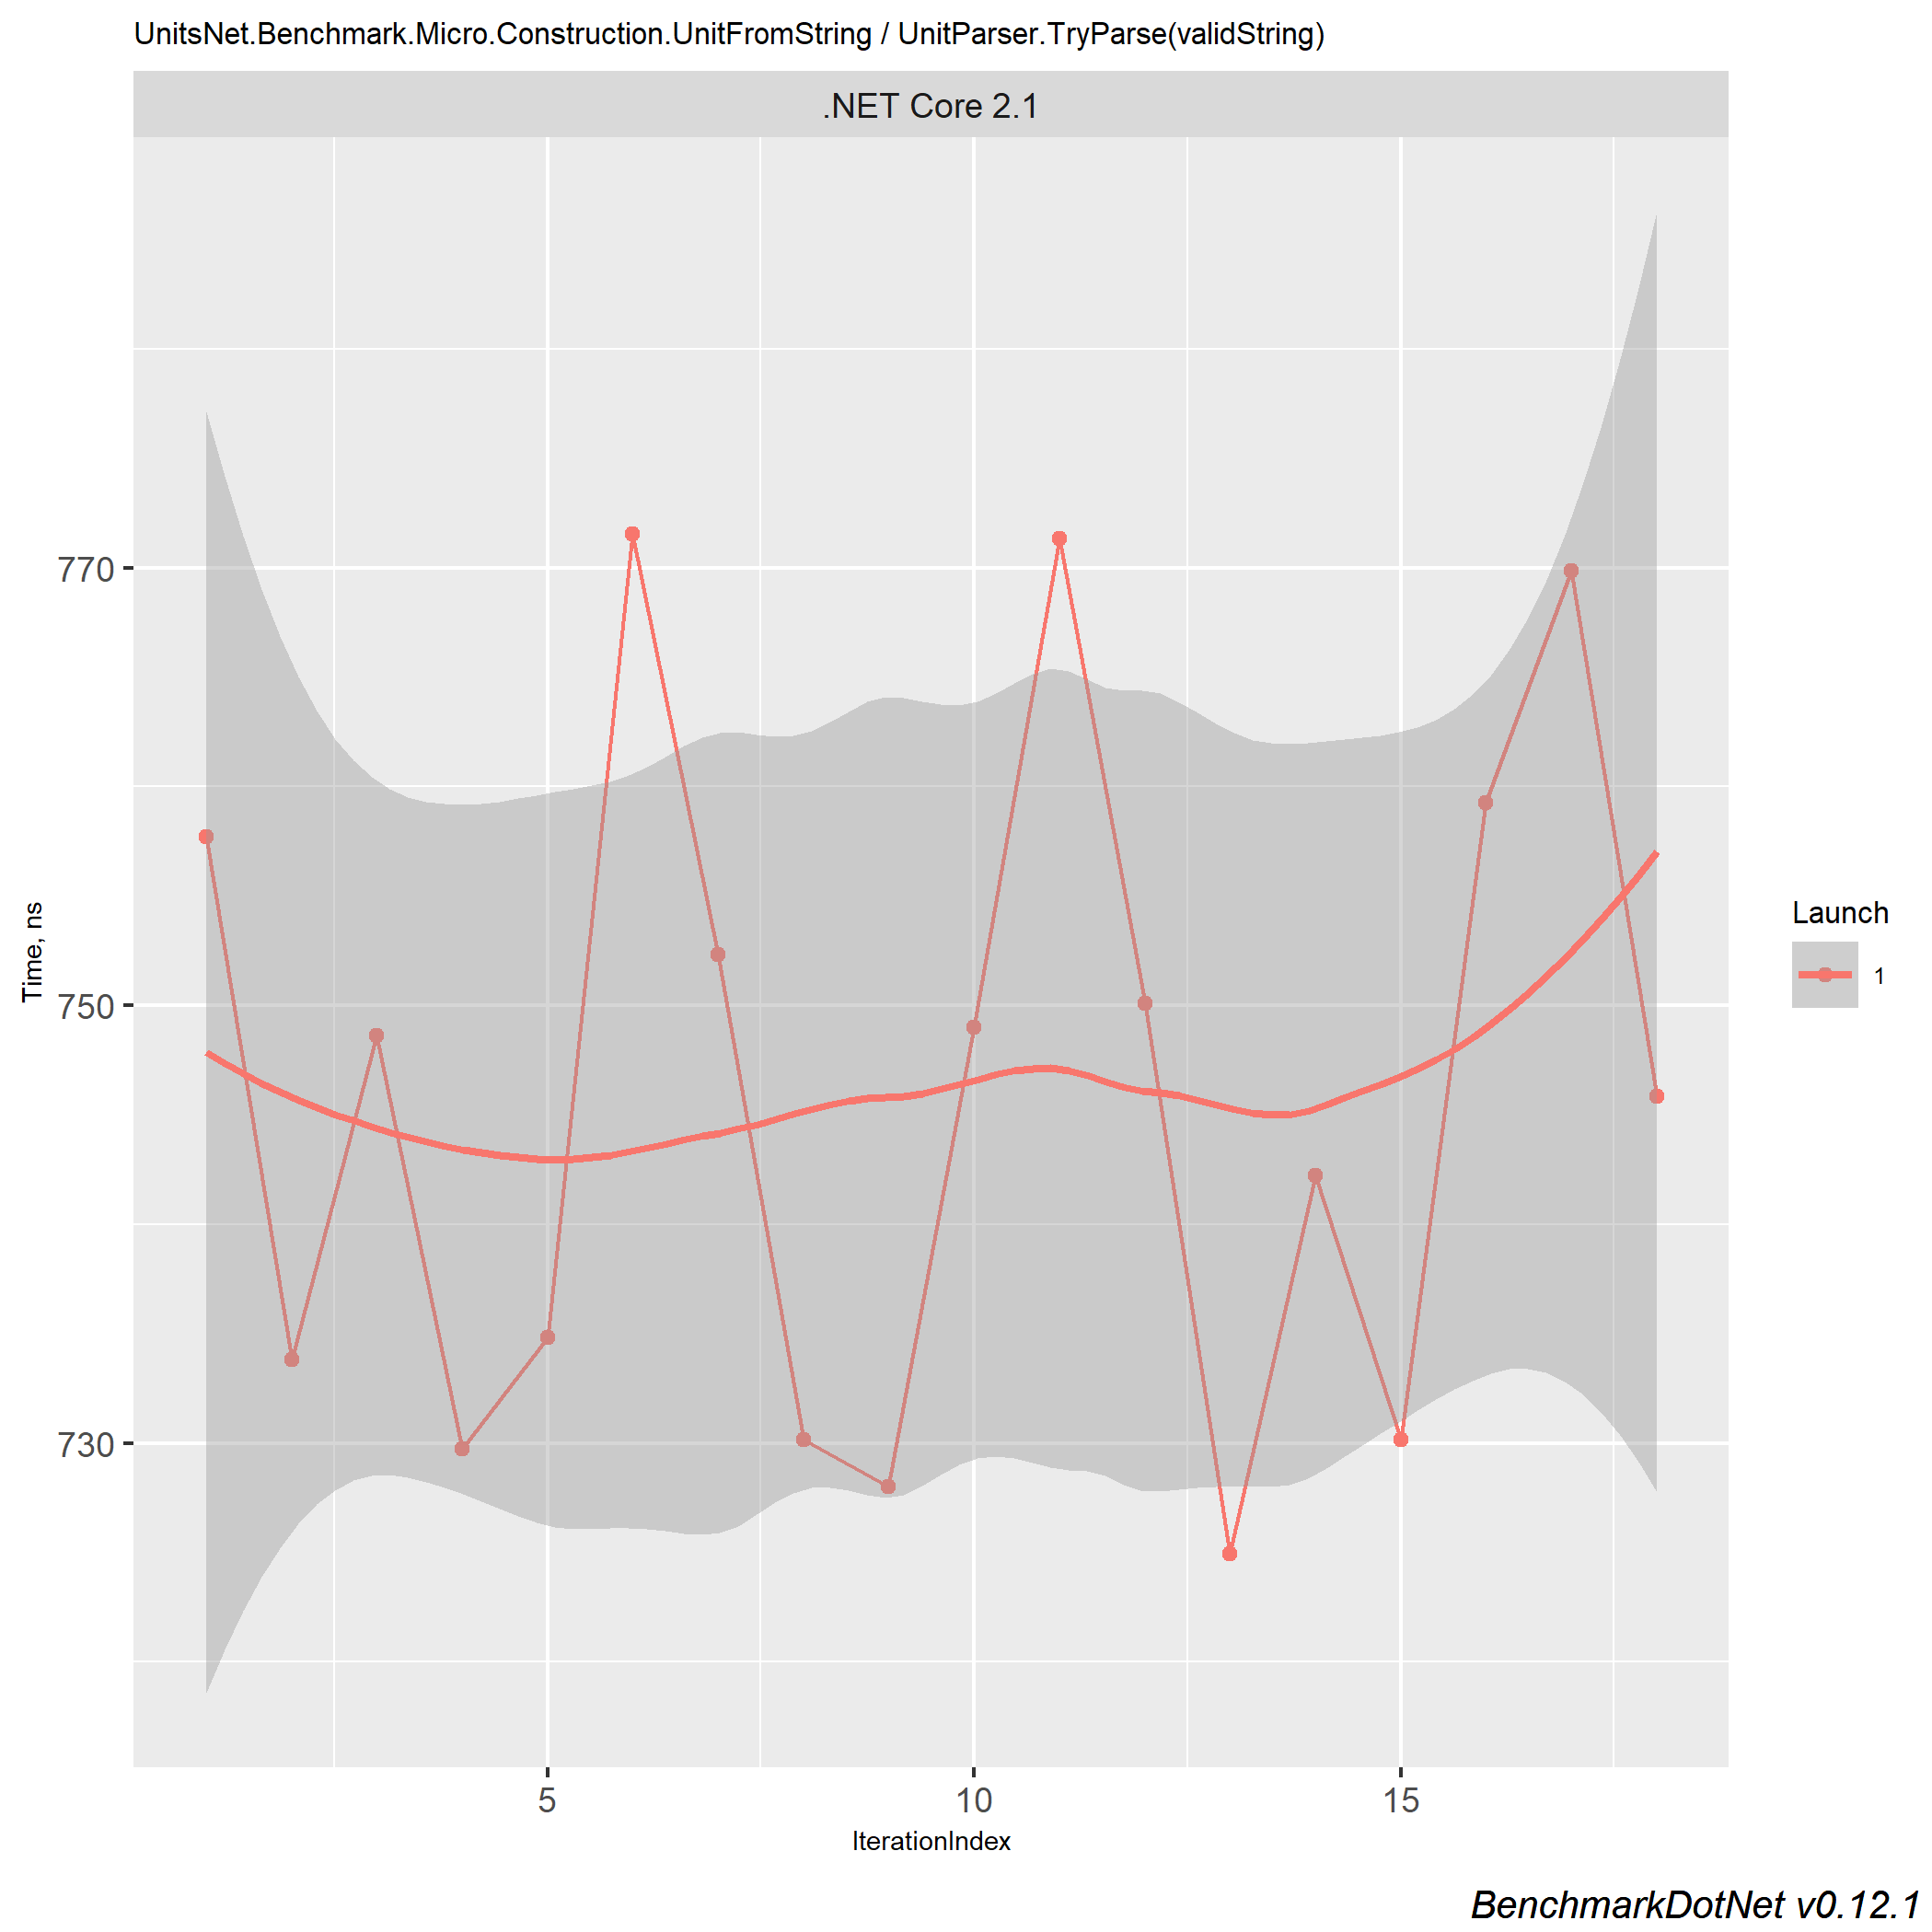 UnitsNet.Benchmark.Micro.Construction.UnitFromString / UnitParser.TryParse(validString)
.NET Core 2.1
770
750
730
Time, ns
5 10 15
IterationIndex
Launch
1
BenchmarkDotNet v0.12.1